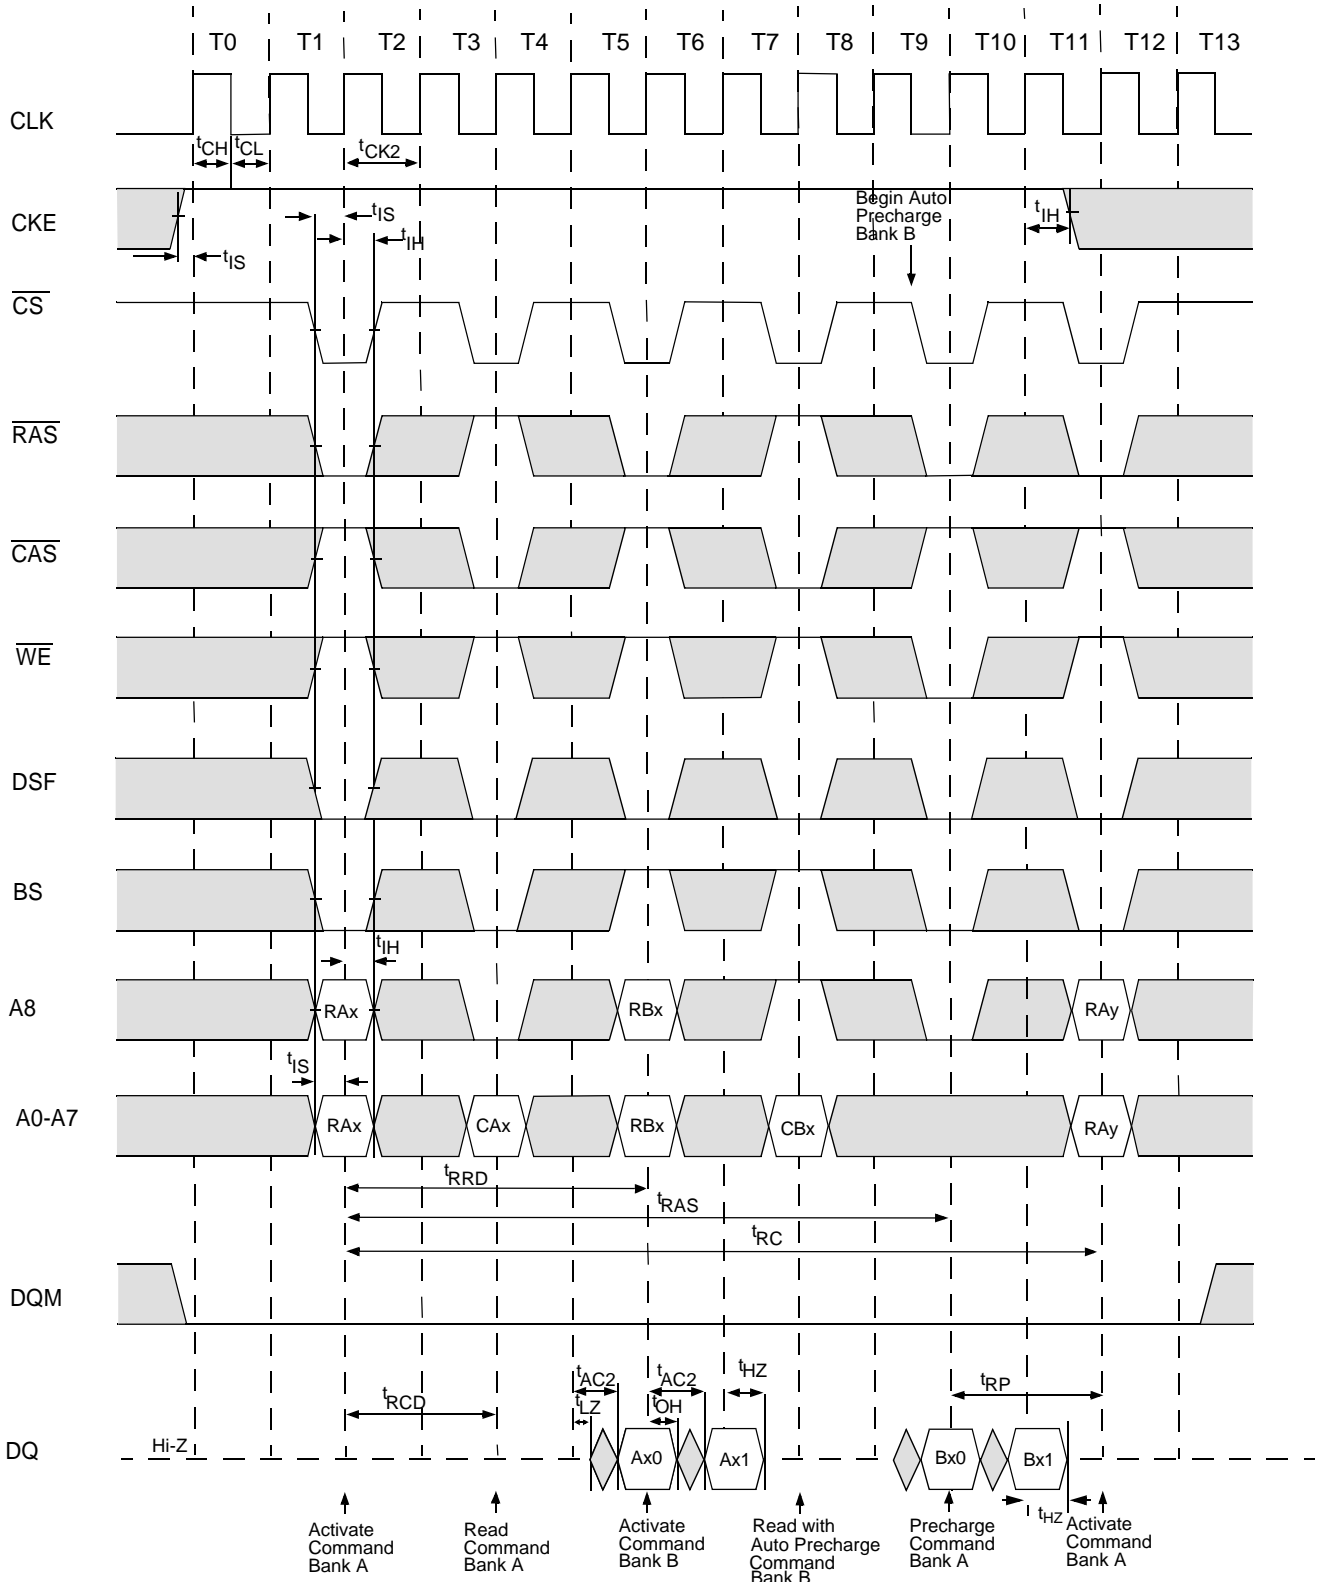 T0 T1 T2 T3 T4 T5 T6 T7 T8 T9 T10 T11 T12 T13
CLK
tCH tCL tCK2
CKE
tIS
tIH
tIS
Begin Auto
Precharge
Bank B
tIH
CS
RAS
CAS
WE
DSF
BS
tIH
A8
RAx RBx RAy
tIS
A0-A7
RAx CAx RBx CBx RAy
tRRD
tRAS
tRC
DQM
tRCD
tAC2 tAC2 tHZ
tLZ tOH
tRP
DQ
Hi-Z
Ax0 Ax1 Bx0 Bx1
tHZ
Activate
Command
Bank A
Read
Command
Bank A
Activate
Command
Bank B
Read with
Auto Precharge
Command
Bank B
Precharge
Command
Bank A
Activate
Command
Bank A